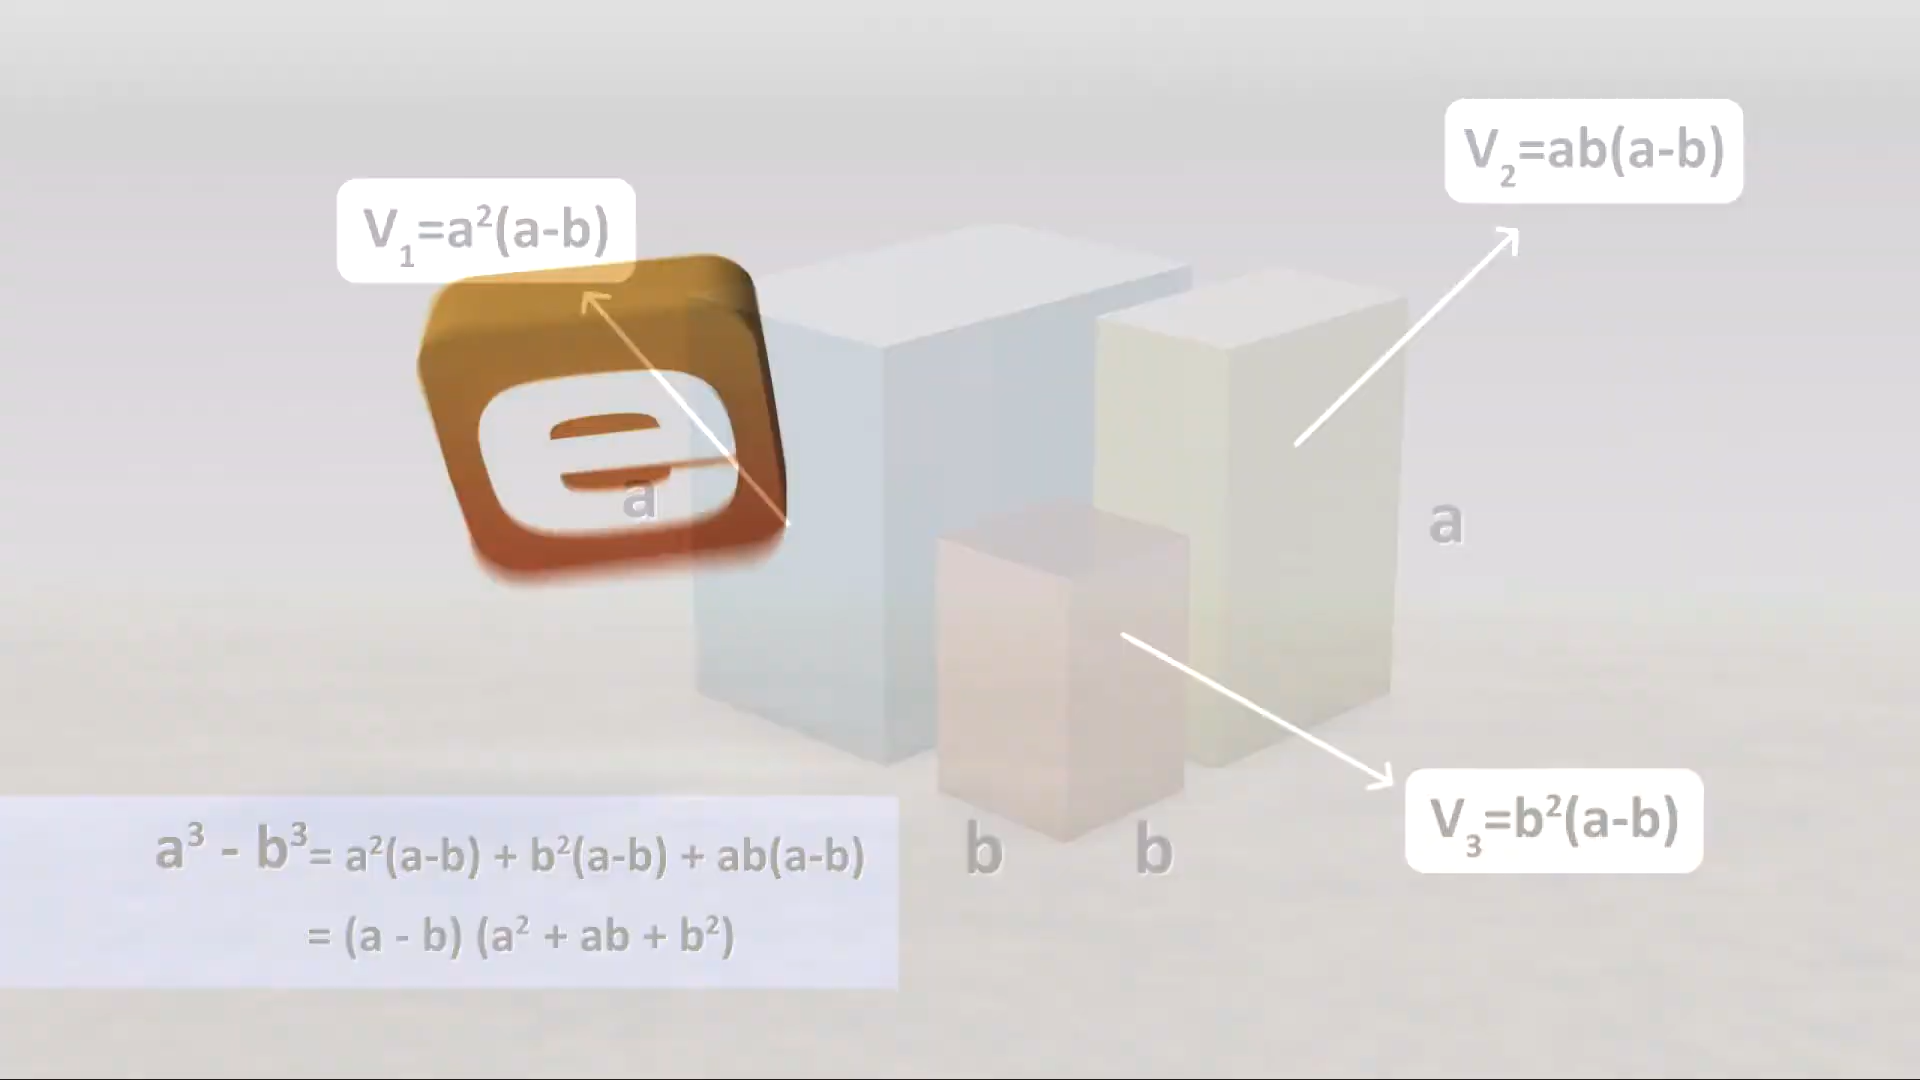 V₂=ab(a-b)
V₁=a²(a-b)
e
a
a
V₃=b²(a-b)
b b
a³ - b³= a²(a-b) + b²(a-b) + ab(a-b)
= (a - b) (a² + ab + b²)